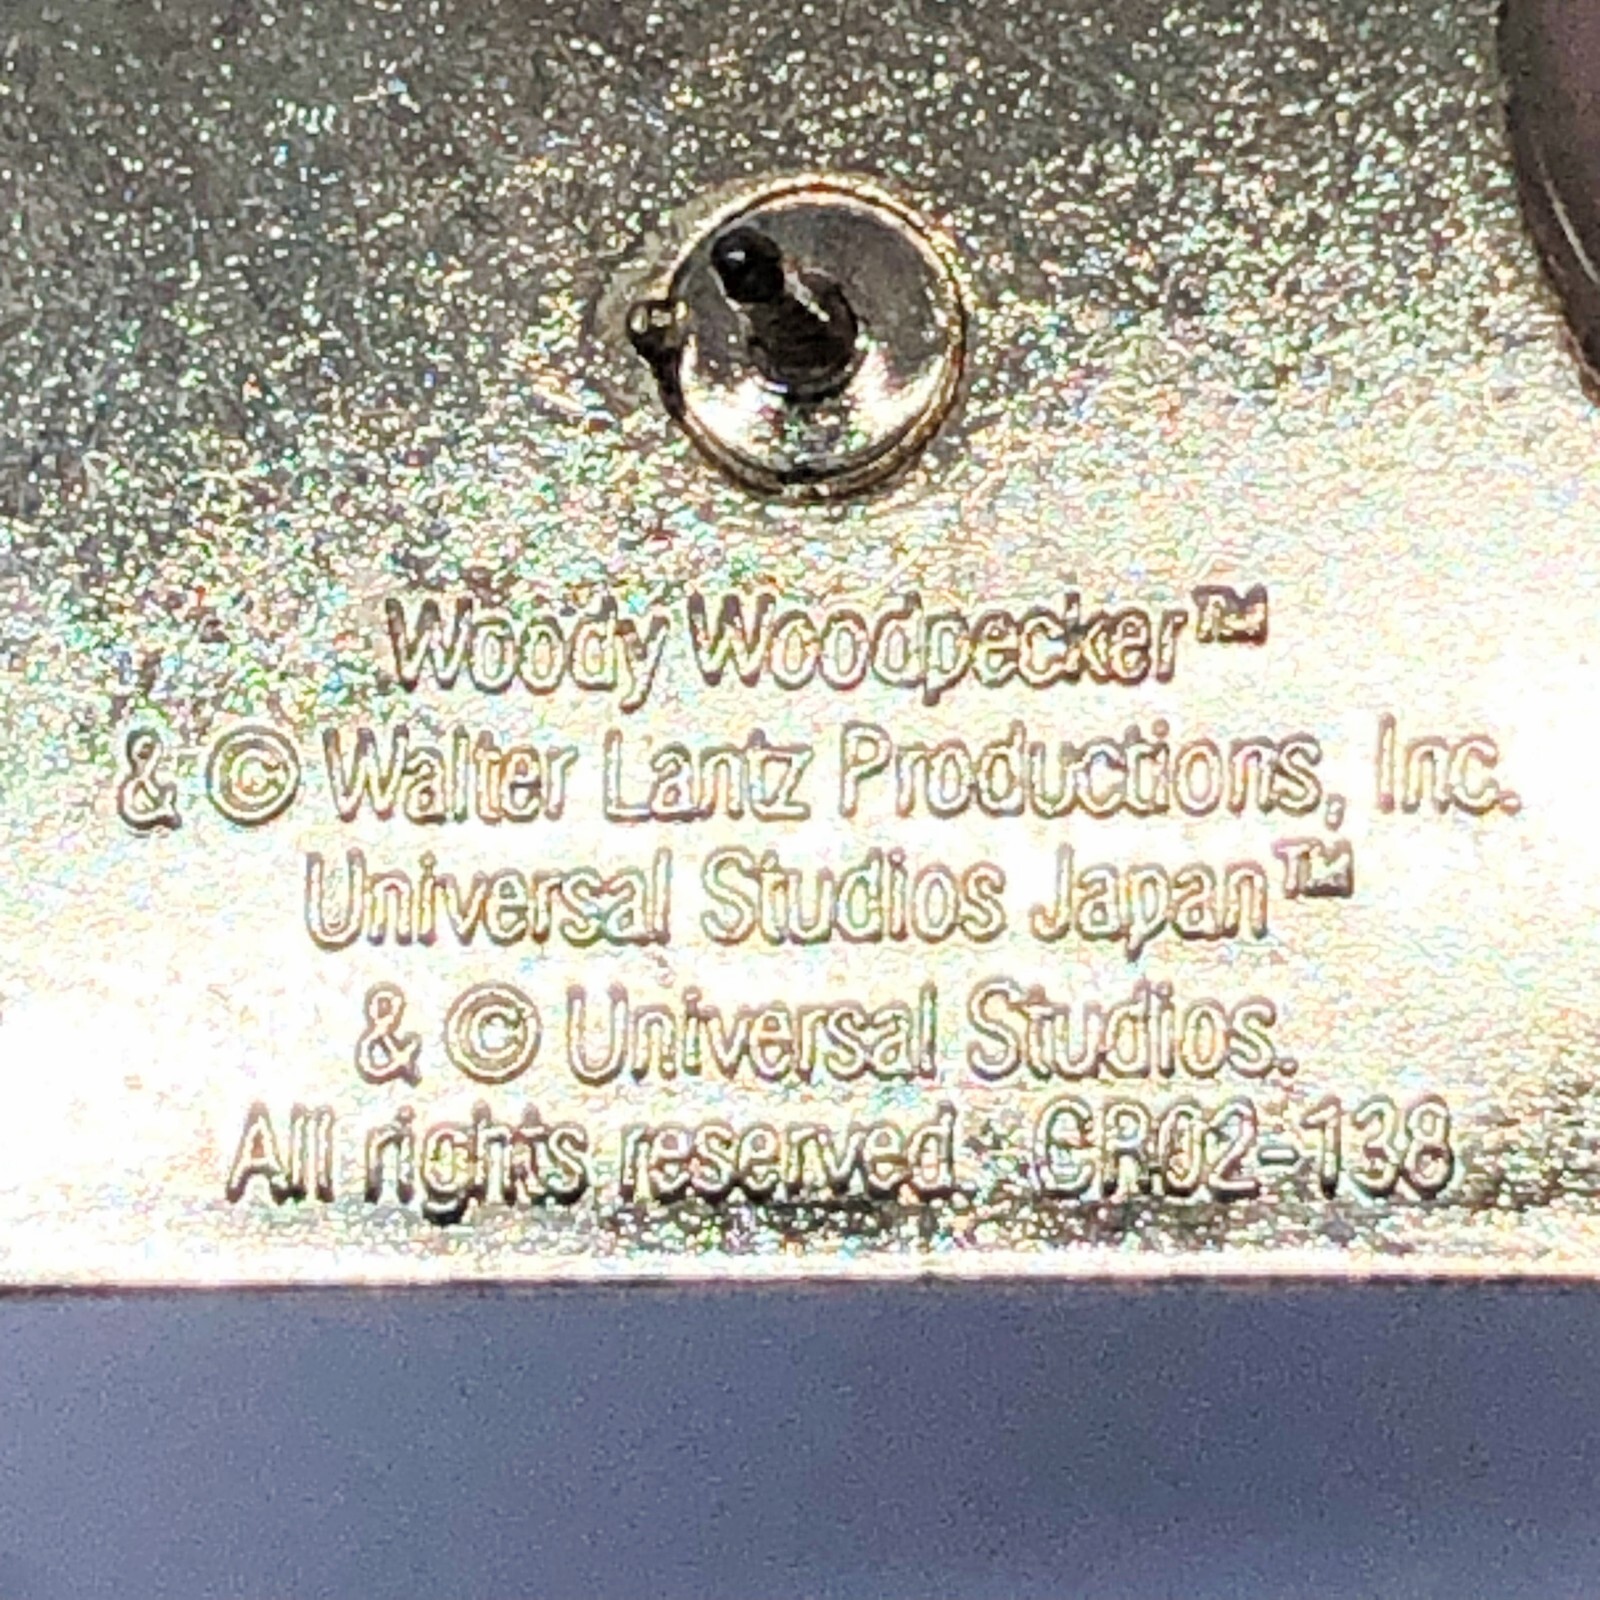 Woody Woodpecker™
& © Walter Lantz Productions, Inc.
Universal Studios Japan™
& © Universal Studios.
All rights reserved. CR02-138